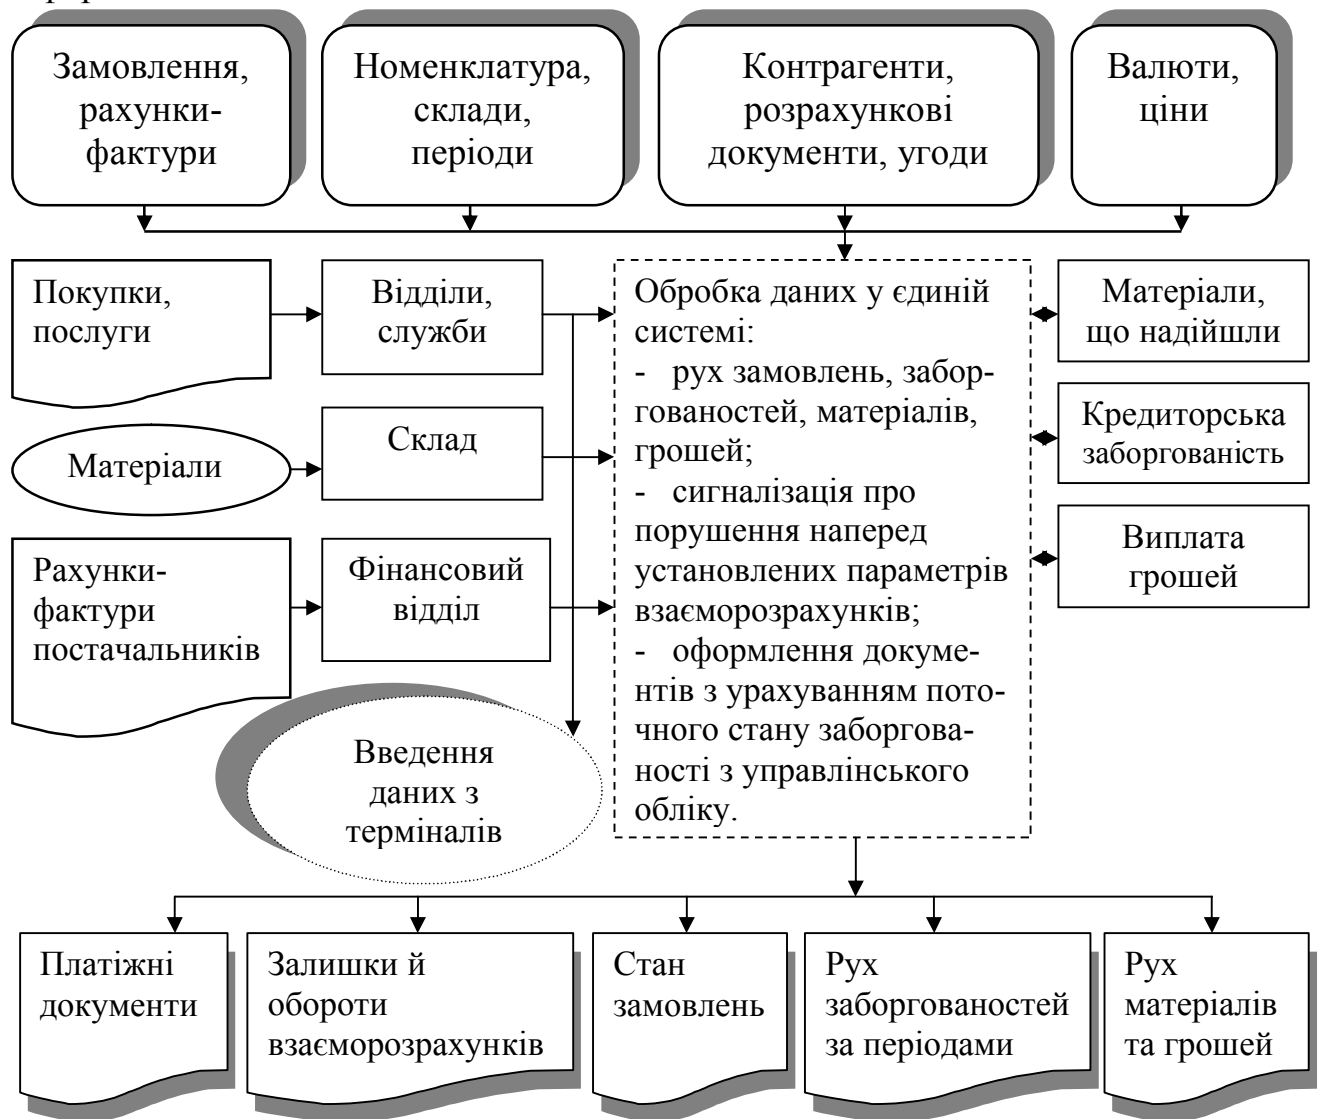 Замовлення,
рахунки-
фактури
Номенклатура,
склади,
періоди
Контрагенти,
розрахункові
документи, угоди
Валюти,
ціни
Покупки,
послуги
Відділи,
служби
Матеріали
Склад
Рахунки-
фактури
постачальників
Фінансовий
відділ
Введення
даних з
терміналів
Обробка даних у єдиній
системі:
- рух замовлень, забор-
гованостей, матеріалів,
грошей;
- сигналізація про
порушення наперед
установлених параметрів
взаєморозрахунків;
- оформлення докуме-
нтів з урахуванням пото-
чного стану заборгова-
ності з управлінського
обліку.
Матеріали,
що надійшли
Кредиторська
заборгованість
Виплата
грошей
Платіжні
документи
Залишки й
обороти
взаєморозрахунків
Стан
замовлень
Рух
заборгованостей
за періодами
Рух
матеріалів
та грошей